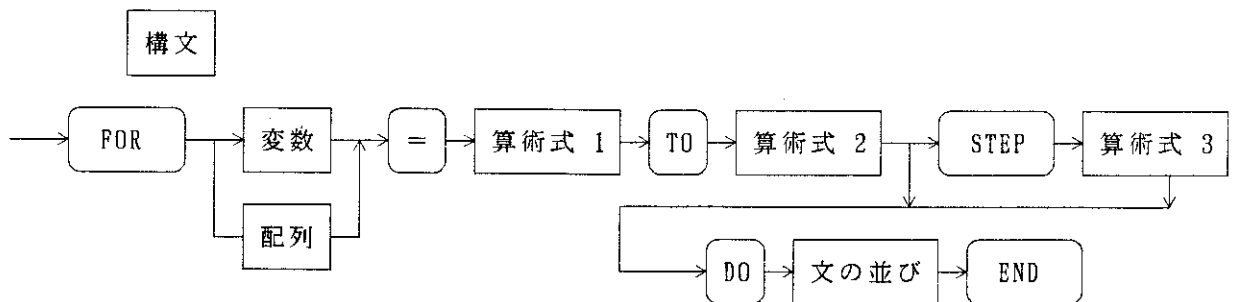 構文
FOR 変数 = 算術式 1 TO 算術式 2 STEP 算術式 3
配列
DO 文の並び END